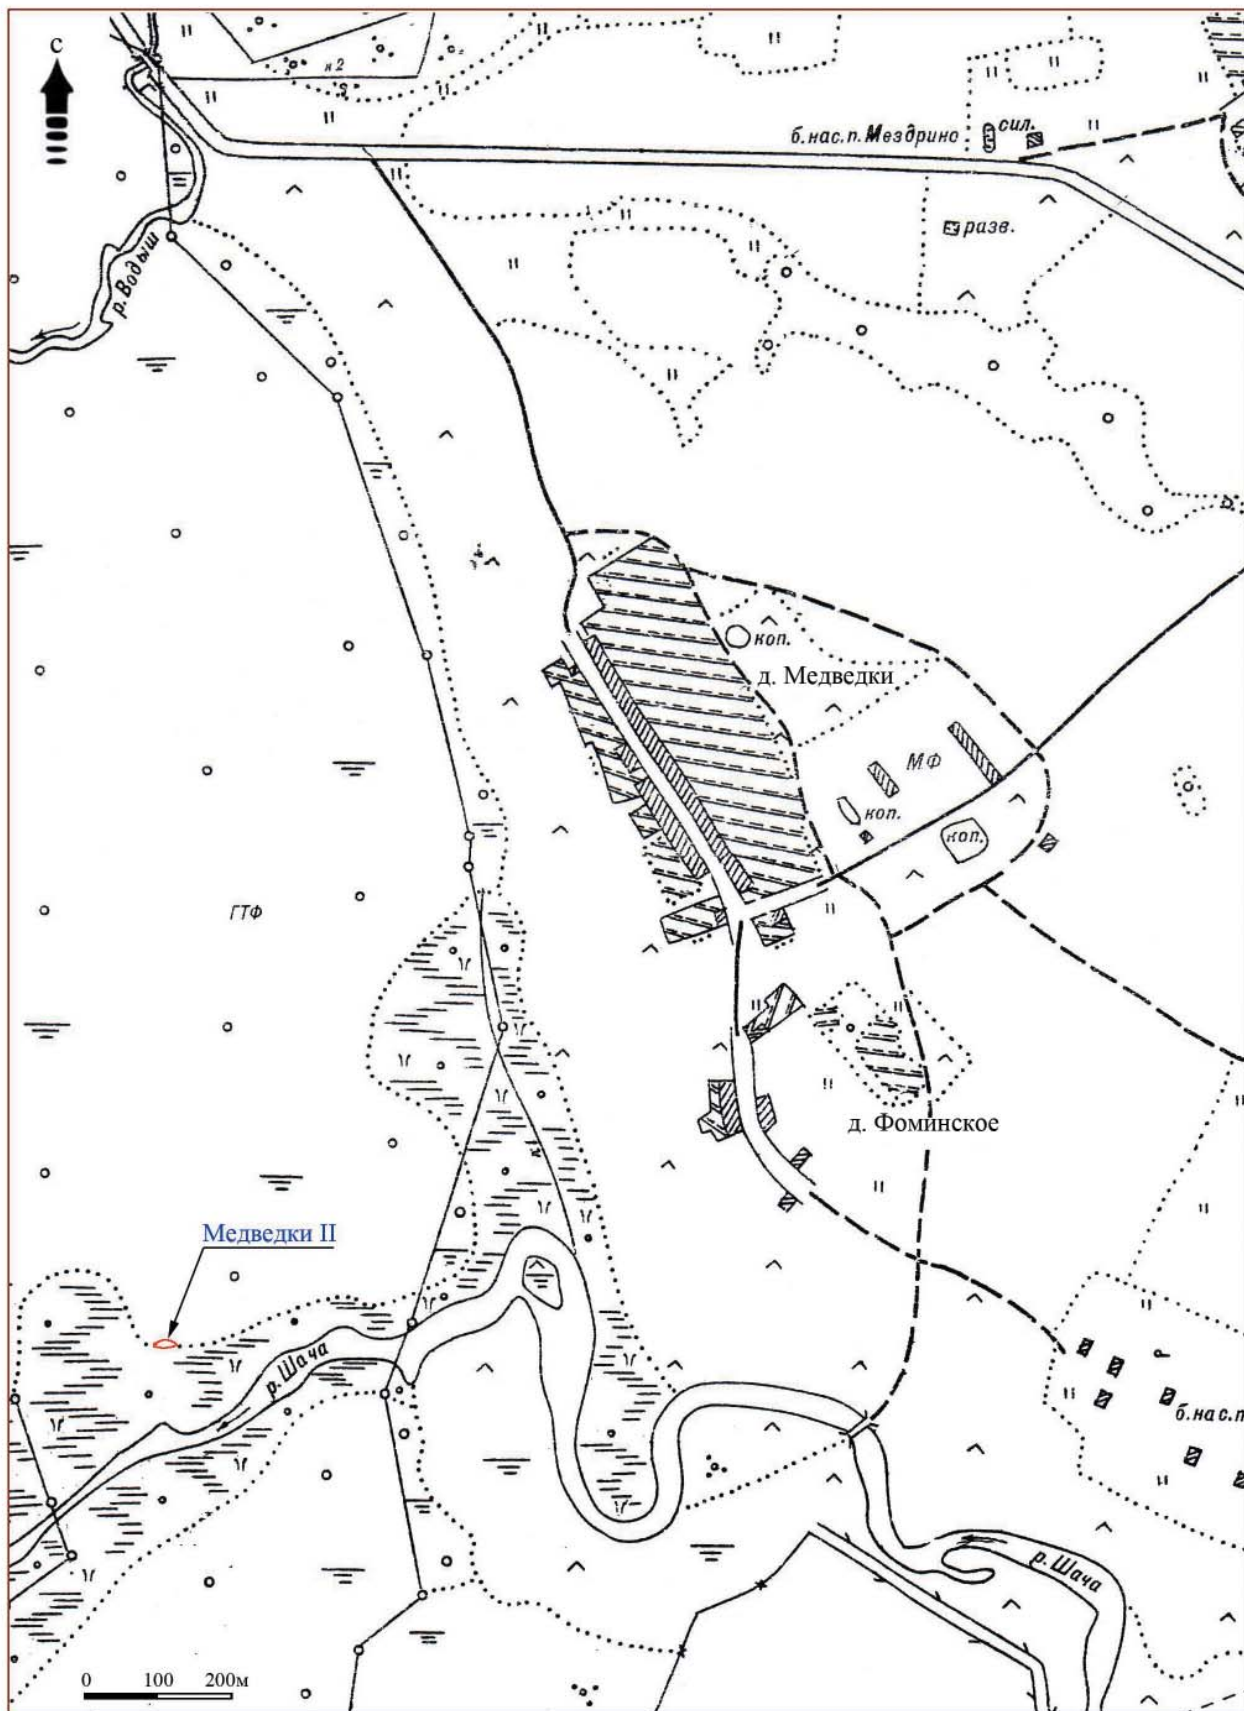 С
к 2
б.нас.п. Мездрино
сил.
разв.
р. Водыш
коп.
д. Медведки
МФ
коп.
коп.
ГТФ
д. Фоминское
Медведки II
р. Шача
б.нас.п
р. Шача
0 100 200м